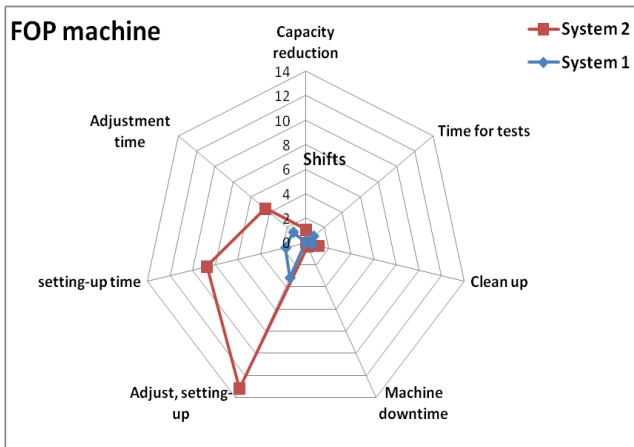 FOP machine
System 2
System 1
Capacity
reduction
14
12
10
8
6
4
2
0
Shifts
Time for tests
Clean up
Machine
downtime
Adjust, setting-
up
setting-up time
Adjustment
time